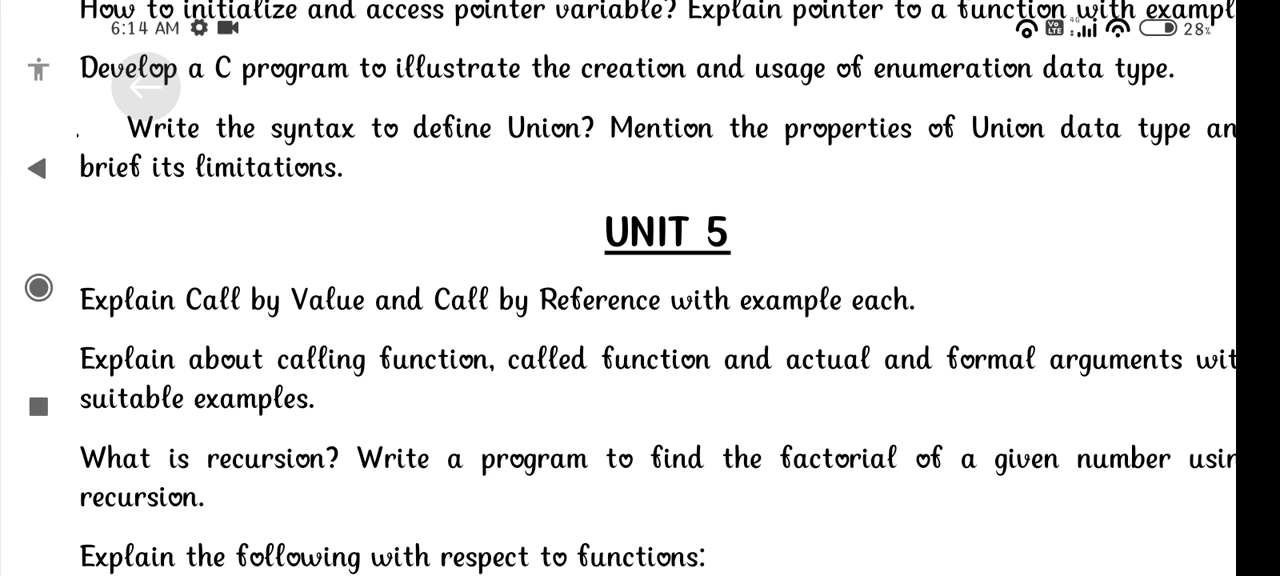 How to initialize and access pointer variable? Explain pointer to a function with exampl
6:14 AM 28%
Develop a C program to illustrate the creation and usage of enumeration data type.
. Write the syntax to define Union? Mention the properties of Union data type an
brief its limitations.
UNIT 5
Explain Call by Value and Call by Reference with example each.
Explain about calling function, called function and actual and formal arguments wit
suitable examples.
What is recursion? Write a program to find the factorial of a given number usin
recursion.
Explain the following with respect to functions: